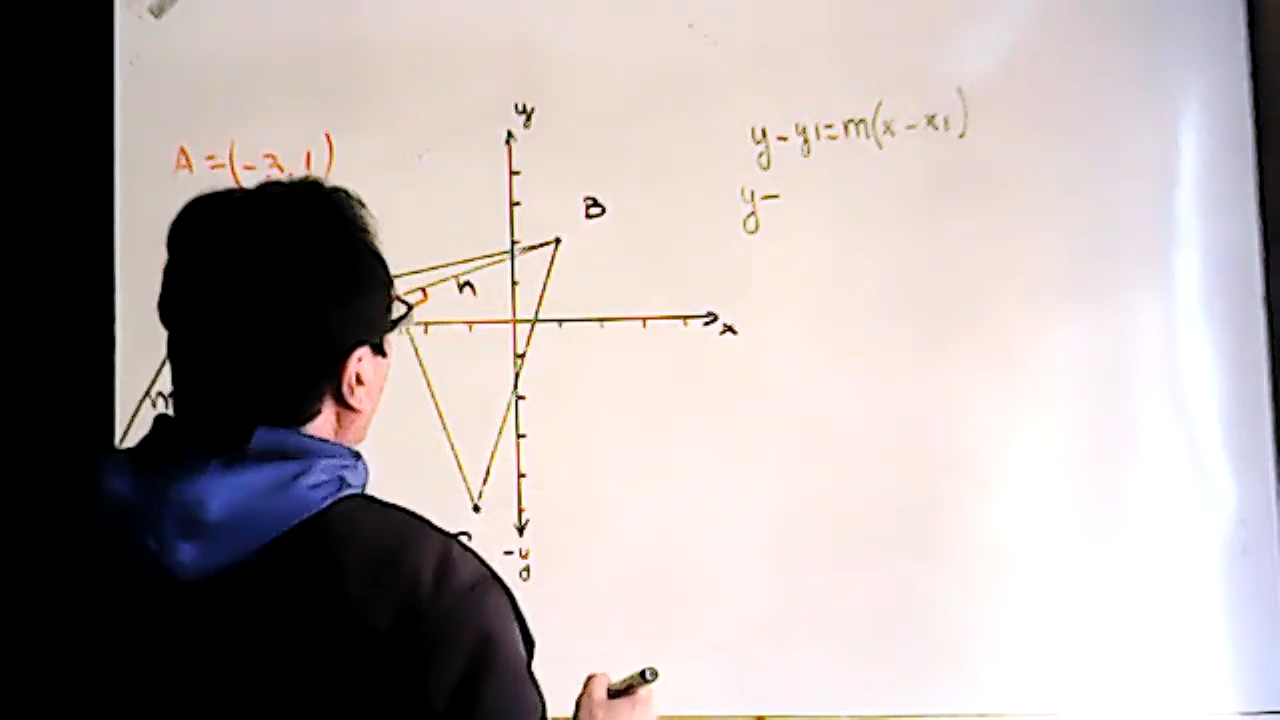 A = (-3, 1)
y
y - y1 = m(x - x1)
B
y -
h
x
-y